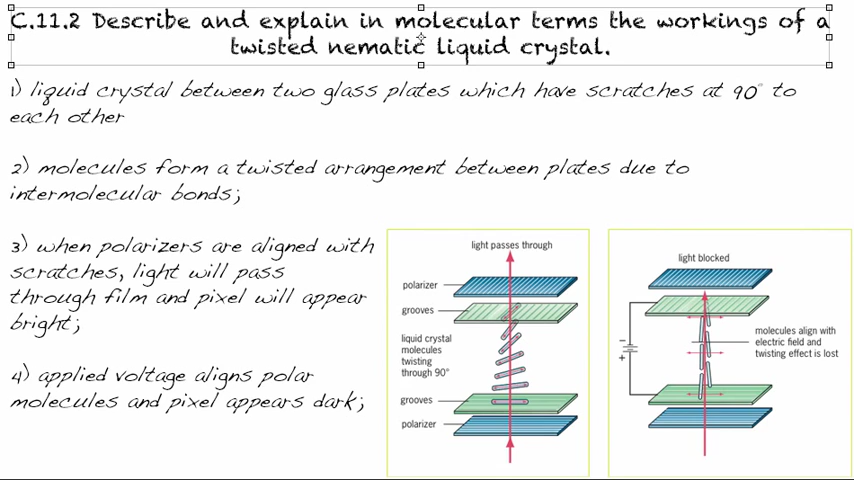 C.11.2 Describe and explain in molecular terms the workings of a
twisted nematic liquid crystal.
1) liquid crystal between two glass plates which have scratches at 90° to
each other
2) molecules form a twisted arrangement between plates due to
intermolecular bonds;
3) when polarizers are aligned with
scratches, light will pass
through film and pixel will appear
bright;
4) applied voltage aligns polar
molecules and pixel appears dark;
light passes through
polarizer
grooves
liquid crystal
molecules
twisting
through 90°
grooves
polarizer
light blocked
-
+
molecules align with
electric field and
twisting effect is lost